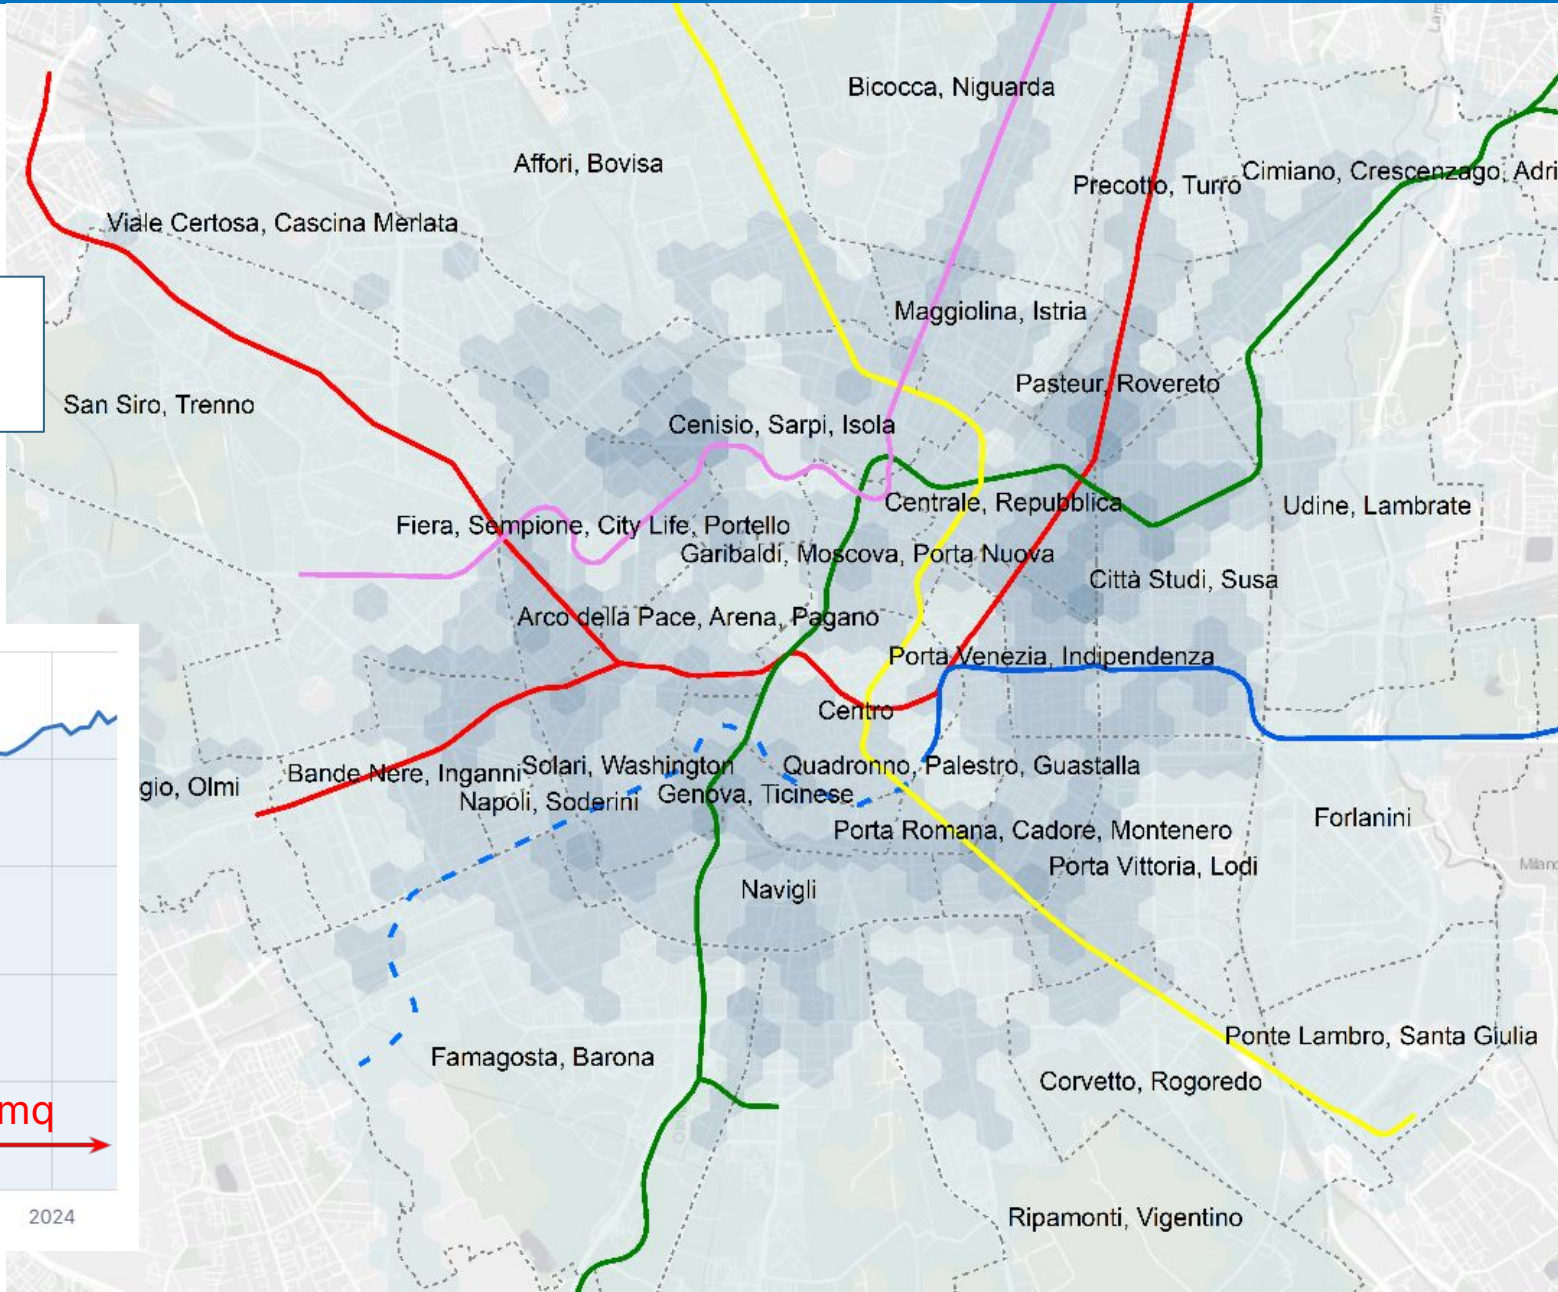 Bicocca, Niguarda
Affori, Bovisa
Precotto, Turro
Cimiano, Crescenzago, Adri
Viale Certosa, Cascina Merlata
Maggiolina, Istria
Pasteur, Rovereto
San Siro, Trenno
Cenisio, Sarpi, Isola
Centrale, Repubblica
Udine, Lambrate
Fiera, Sempione, City Life, Portello
Garibaldi, Moscova, Porta Nuova
Città Studi, Susa
Arco della Pace, Arena, Pagano
Porta Venezia, Indipendenza
Centro
Solari, Washington
Quadronno, Palestro, Guastalla
Bande Nere, Inganni
gio, Olmi
Genova, Ticinese
Napoli, Soderini
Forlanini
Porta Romana, Cadore, Montenero
Porta Vittoria, Lodi
Milano
Navigli
Ponte Lambro, Santa Giulia
Famagosta, Barona
Corvetto, Rogoredo
mq
2024
Ripamonti, Vigentino